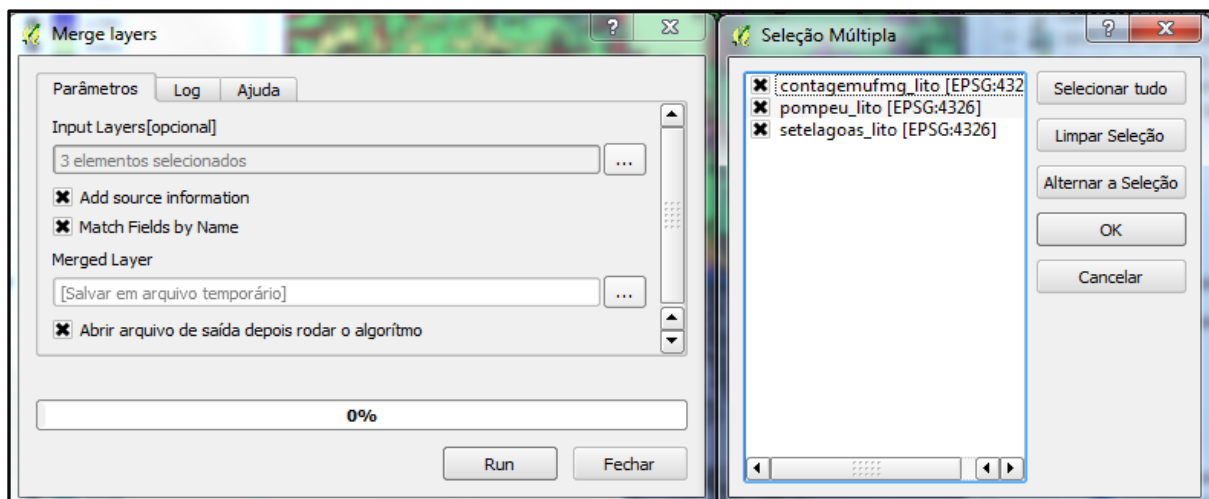 Merge layers
Parâmetros
Log
Ajuda
Input Layers[opcional]
3 elementos selecionados
...
Add source information
Match Fields by Name
Merged Layer
[Salvar em arquivo temporário]
...
Abrir arquivo de saída depois rodar o algorítmo
0%
Run
Fechar
Seleção Múltipla
contagemufmg_lito [EPSG:432
pompeu_lito [EPSG:4326]
setelagoas_lito [EPSG:4326]
Selecionar tudo
Limpar Seleção
Alternar a Seleção
OK
Cancelar